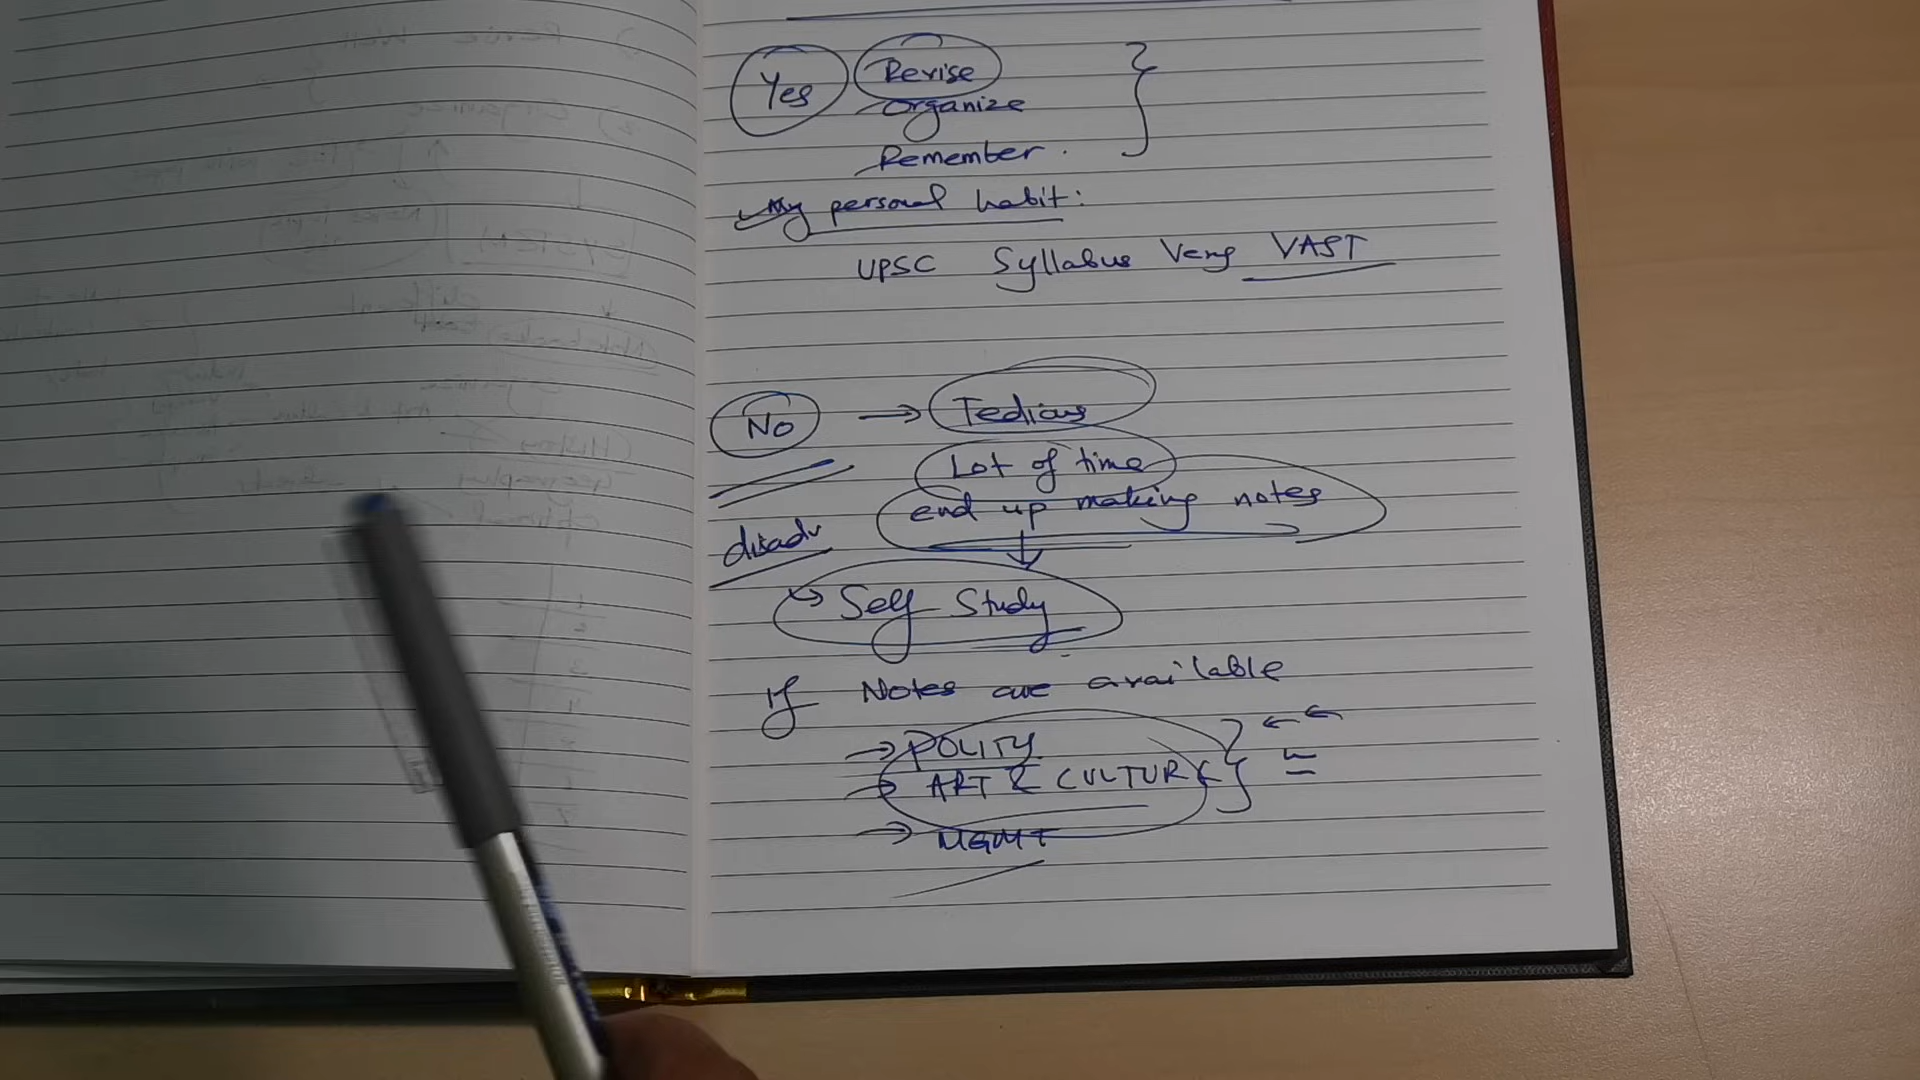 Yes Revise
Organize
Remember.
My personal habit:
UPSC Syllabus Very VAST
No → Tedious
Lot of time
end up making notes
disadv
↓
→ Self Study
If Notes are available
→ POLITY
→ ART & CULTURE
→ MGMT